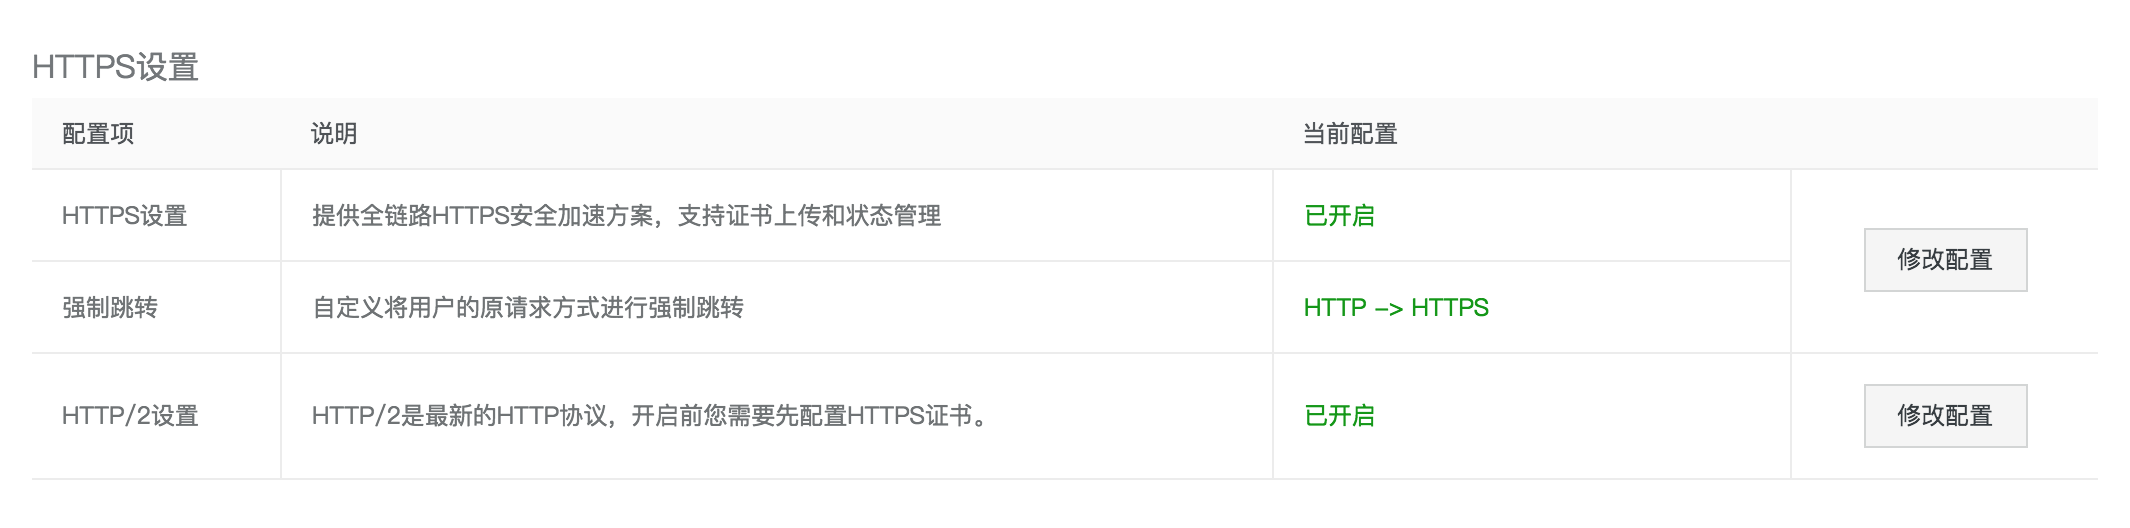 HTTPS设置
配置项 说明 当前配置
HTTPS设置 提供全链路HTTPS安全加速方案，支持证书上传和状态管理 已开启
修改配置
强制跳转 自定义将用户的原请求方式进行强制跳转 HTTP -> HTTPS
HTTP/2设置 HTTP/2是最新的HTTP协议，开启前您需要先配置HTTPS证书。 已开启 修改配置